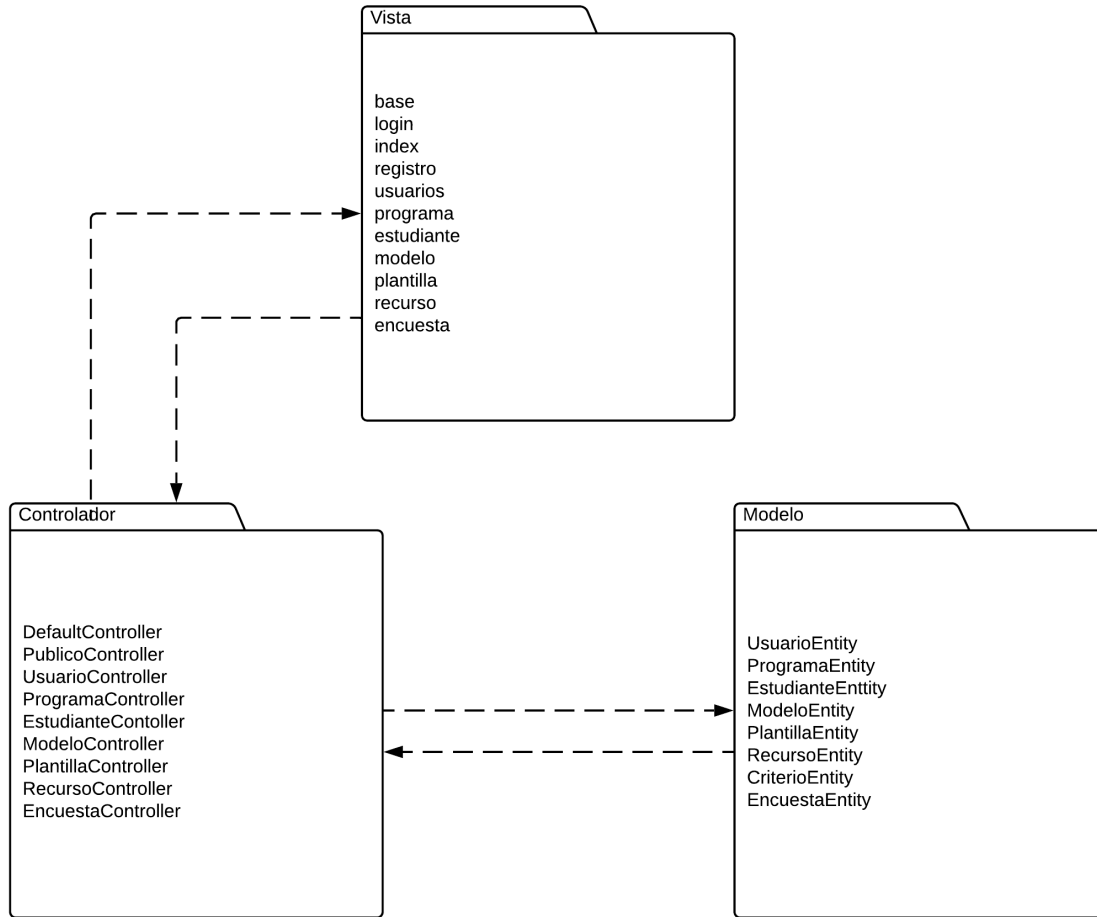 Vista
base
login
index
registro
usuarios
programa
estudiante
modelo
plantilla
recurso
encuesta
Controlador
DefaultController
PublicoController
UsuarioController
ProgramaController
EstudianteContoller
ModeloController
PlantillaController
RecursoController
EncuestaController
Modelo
UsuarioEntity
ProgramaEntity
EstudianteEnttity
ModeloEntity
PlantillaEntity
RecursoEntity
CriterioEntity
EncuestaEntity